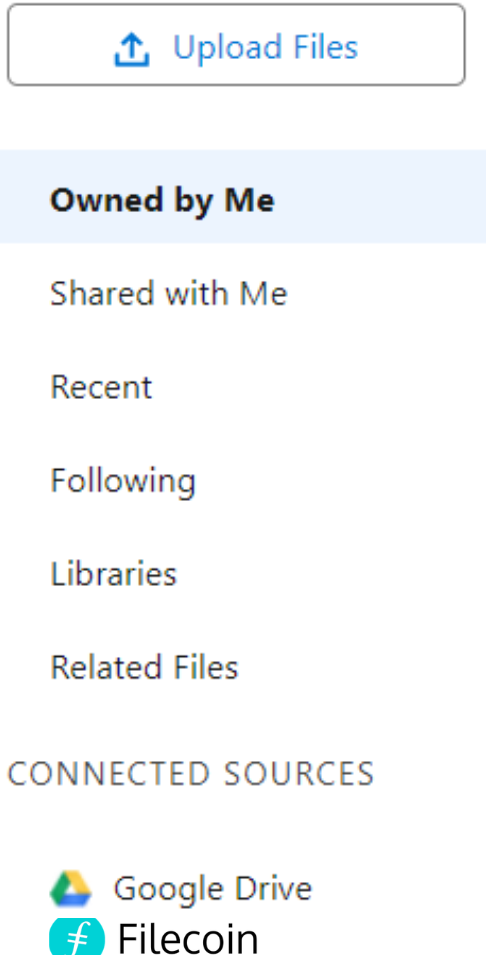 Upload Files
Owned by Me
Shared with Me
Recent
Following
Libraries
Related Files
CONNECTED SOURCES
Google Drive
Filecoin